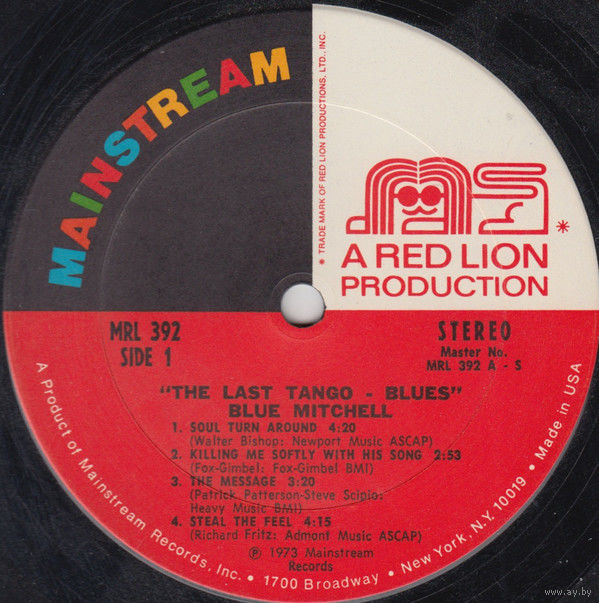 MAINSTREAM
* TRADE MARK OF RED LION PRODUCTIONS, LTD., INC.
ms *
A RED LION
PRODUCTION
MRL 392
SIDE 1
STEREO
Master No.
MRL 392 A - S
"THE LAST TANGO - BLUES"
BLUE MITCHELL
1. SOUL TURN AROUND 4:20
(Walter Bishop: Newport Music ASCAP)
2. KILLING ME SOFTLY WITH HIS SONG 2:53
(Fox-Gimbel: Fox-Gimbel BMI)
3. THE MESSAGE 3:20
(Patrick Patterson-Steve Scipio:
Heavy Music BMI)
4. STEAL THE FEEL 4:15
(Richard Fritz: Admont Music ASCAP)
℗ 1973 Mainstream
Records
A Product of Mainstream Records, Inc. • 1700 Broadway • New York, N.Y. 10019 • Made in USA
www.ay.by